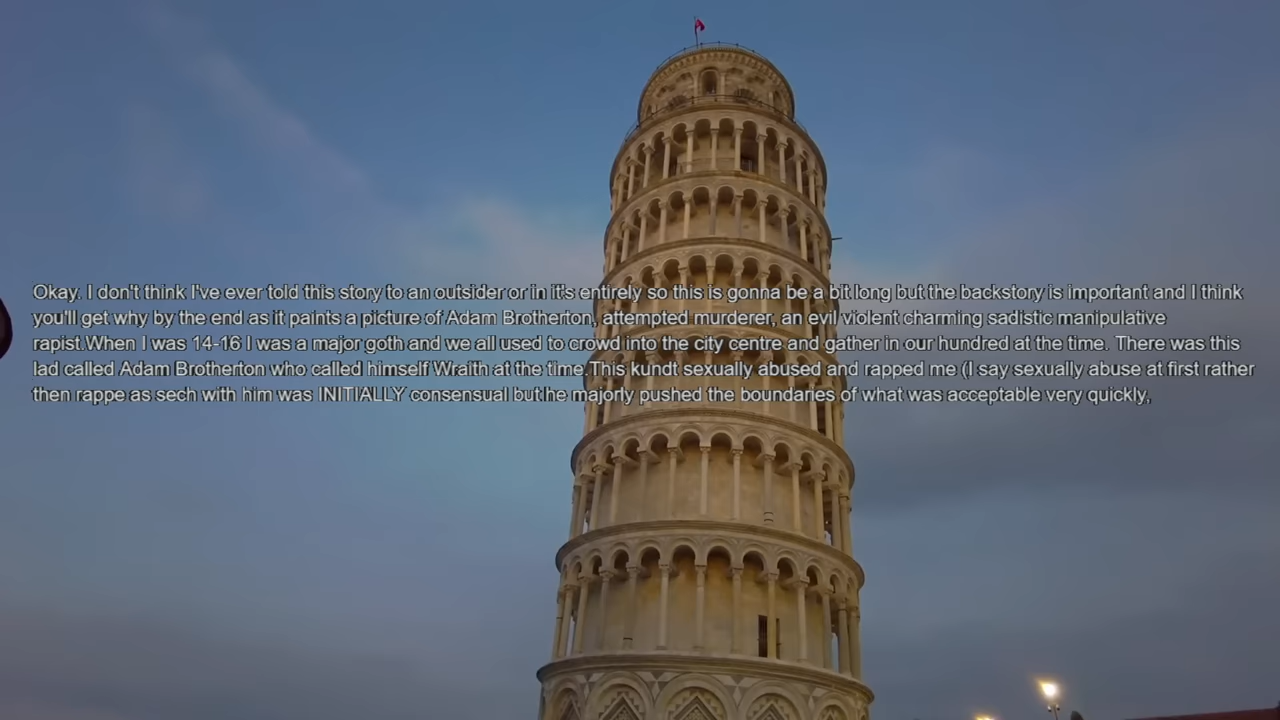 Okay. I don't think I've ever told this story to an outsider or in it's entirely so this is gonna be a bit long but the backstory is important and I think
you'll get why by the end as it paints a picture of Adam Brotherton, attempted murderer, an evil violent charming sadistic manipulative
rapist.When I was 14-16 I was a major goth and we all used to crowd into the city centre and gather in our hundred at the time. There was this
lad called Adam Brotherton who called himself Wraith at the time.This kundt sexually abused and rapped me (I say sexually abuse at first rather
then rappe as sech with him was INITIALLY consensual but he majorly pushed the boundaries of what was acceptable very quickly,